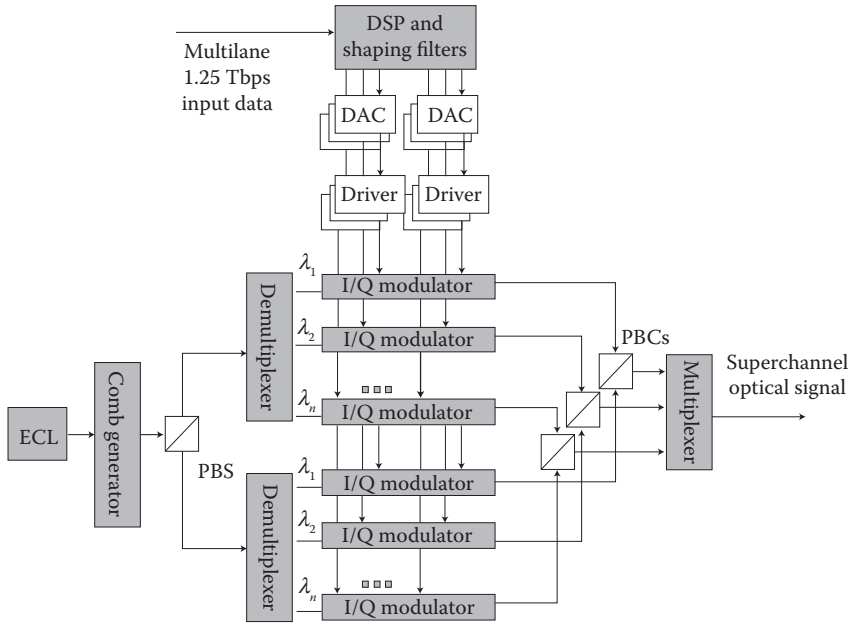 DSP and
shaping filters
Multilane
1.25 Tbps
input data
DAC
DAC
Driver
Driver
λ1
I/Q modulator
λ2
I/Q modulator
λn
I/Q modulator
Demultiplexer
PBCs
Superchannel
optical signal
Multiplexer
ECL
Comb generator
PBS
λ1
I/Q modulator
λ2
I/Q modulator
λn
I/Q modulator
Demultiplexer